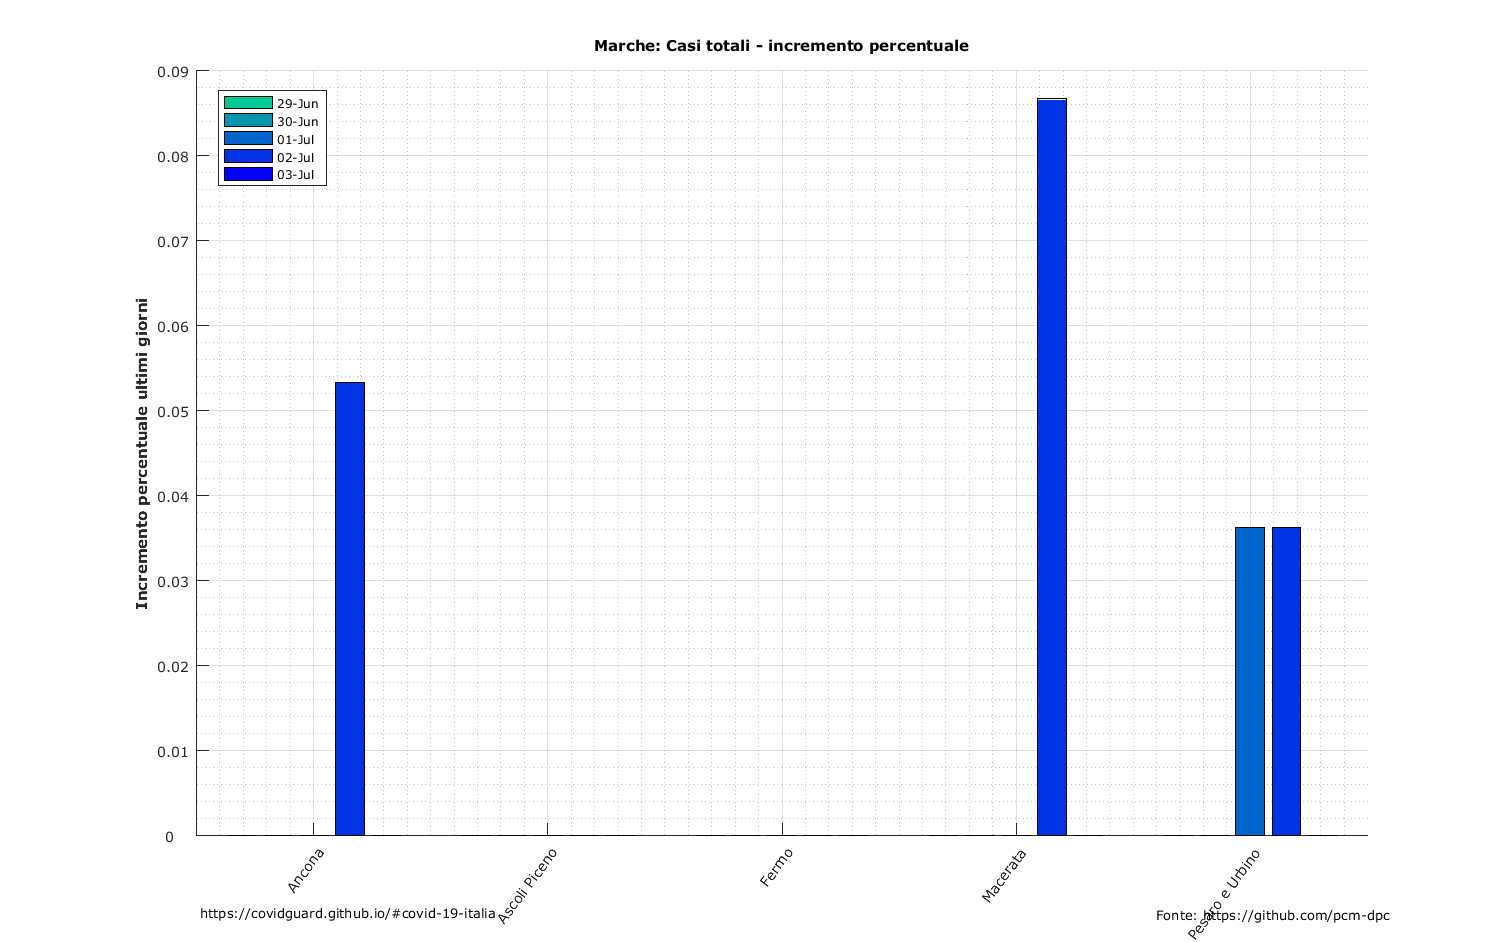 Marche: Casi totali - incremento percentuale
Incremento percentuale ultimi giorni
0.09
0.08
0.07
0.06
0.05
0.04
0.03
0.02
0.01
0
29-Jun
30-Jun
01-Jul
02-Jul
03-Jul
Ancona
Ascoli Piceno
Fermo
Macerata
Pesaro e Urbino
https://covidguard.github.io/#covid-19-italia
Fonte: https://github.com/pcm-dpc